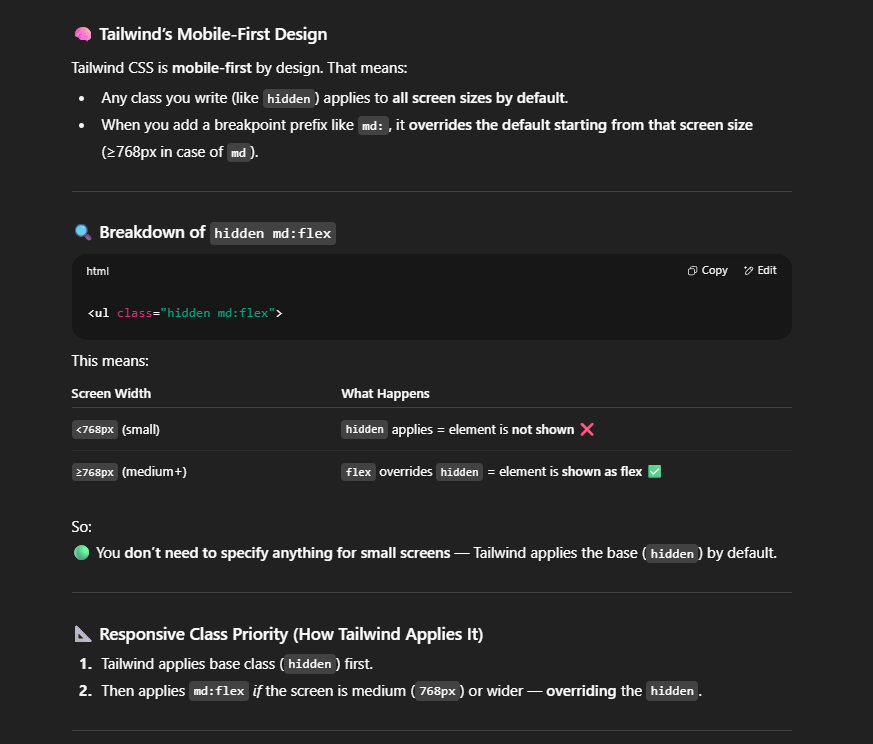 🧠 Tailwind's Mobile-First Design
Tailwind CSS is mobile-first by design. That means:
• Any class you write (like hidden) applies to all screen sizes by default.
• When you add a breakpoint prefix like md:, it overrides the default starting from that screen size
(≥768px in case of md).
🔍 Breakdown of hidden md:flex
html Copy Edit
<ul class="hidden md:flex">
This means:
Screen Width What Happens
<768px (small) hidden applies = element is not shown ❌
≥768px (medium+) flex overrides hidden = element is shown as flex ✅
So:
🟢 You don't need to specify anything for small screens — Tailwind applies the base (hidden) by default.
📐 Responsive Class Priority (How Tailwind Applies It)
1. Tailwind applies base class (hidden) first.
2. Then applies md:flex if the screen is medium (768px) or wider — overriding the hidden.